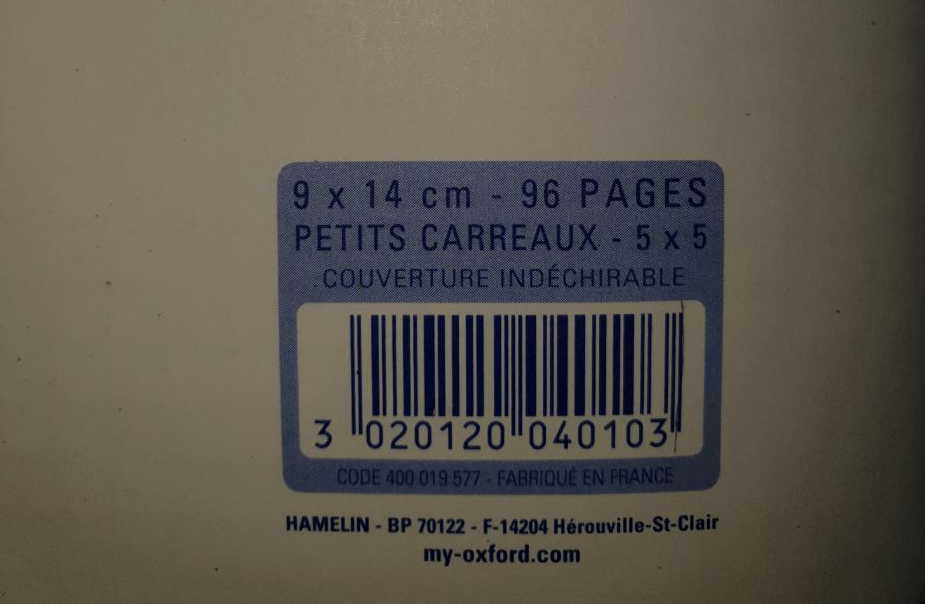 9 x 14 cm - 96 PAGES
PETITS CARREAUX - 5 x 5
COUVERTURE INDÉCHIRABLE
3 020120 040103
CODE 400 019 577 - FABRIQUÉ EN FRANCE
HAMELIN - BP 70122 - F-14204 Hérouville-St-Clair
my-oxford.com